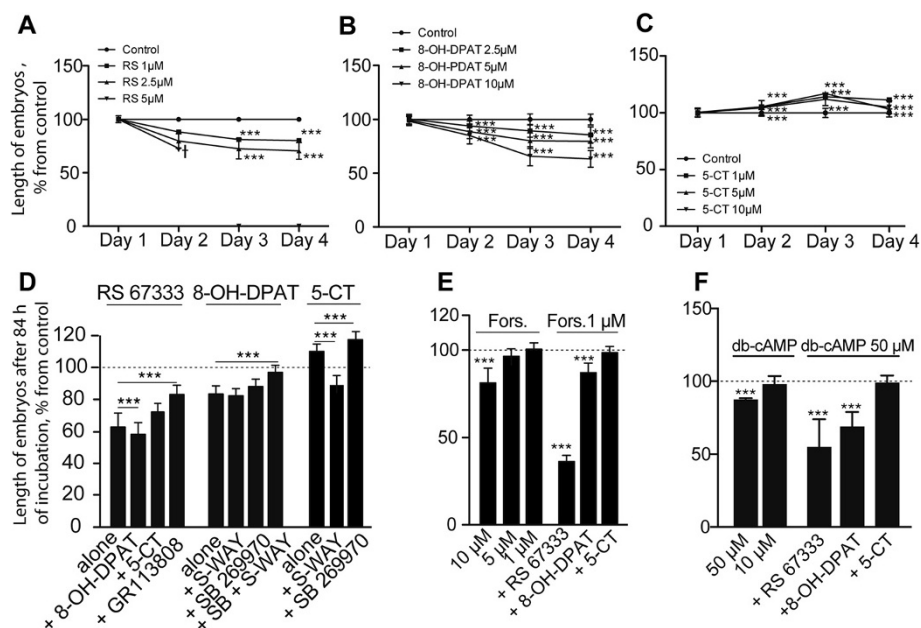 A
Length of embryos ,
% from control
150
100
50
0
Control
RS 1µM
RS 2.5µM
RS 5µM
***
***
***
***
†
Day 1 Day 2 Day 3 Day 4
B
150
100
50
0
Control
8-OH-DPAT 2.5µM
8-OH-PDAT 5µM
8-OH-DPAT 10µM
***
***
***
***
***
***
***
***
***
Day 1 Day 2 Day 3 Day 4
C
150
100
50
0
***
***
***
***
***
***
***
***
***
Control
5-CT 1µM
5-CT 5µM
5-CT 10µM
Day 1 Day 2 Day 3 Day 4
D
RS 67333 8-OH-DPAT 5-CT
Length of embryos after 84 h
of incubation, % from control
120
100
80
60
40
20
0
***
***
***
***
***
alone
+ 8-OH-DPAT
+ 5-CT
+ GR113808
alone
+ S-WAY
+ SB 269970
+ SB + S-WAY
alone
+ S-WAY
+ SB 269970
E
Fors. Fors.1 µM
100
50
0
***
***
***
10 µM
5 µM
1 µM
+ RS 67333
+8-OH-DPAT
+ 5-CT
F
db-cAMP db-cAMP 50 µM
150
100
50
0
***
***
***
50 µM
10 µM
+ RS 67333
+8-OH-DPAT
+ 5-CT